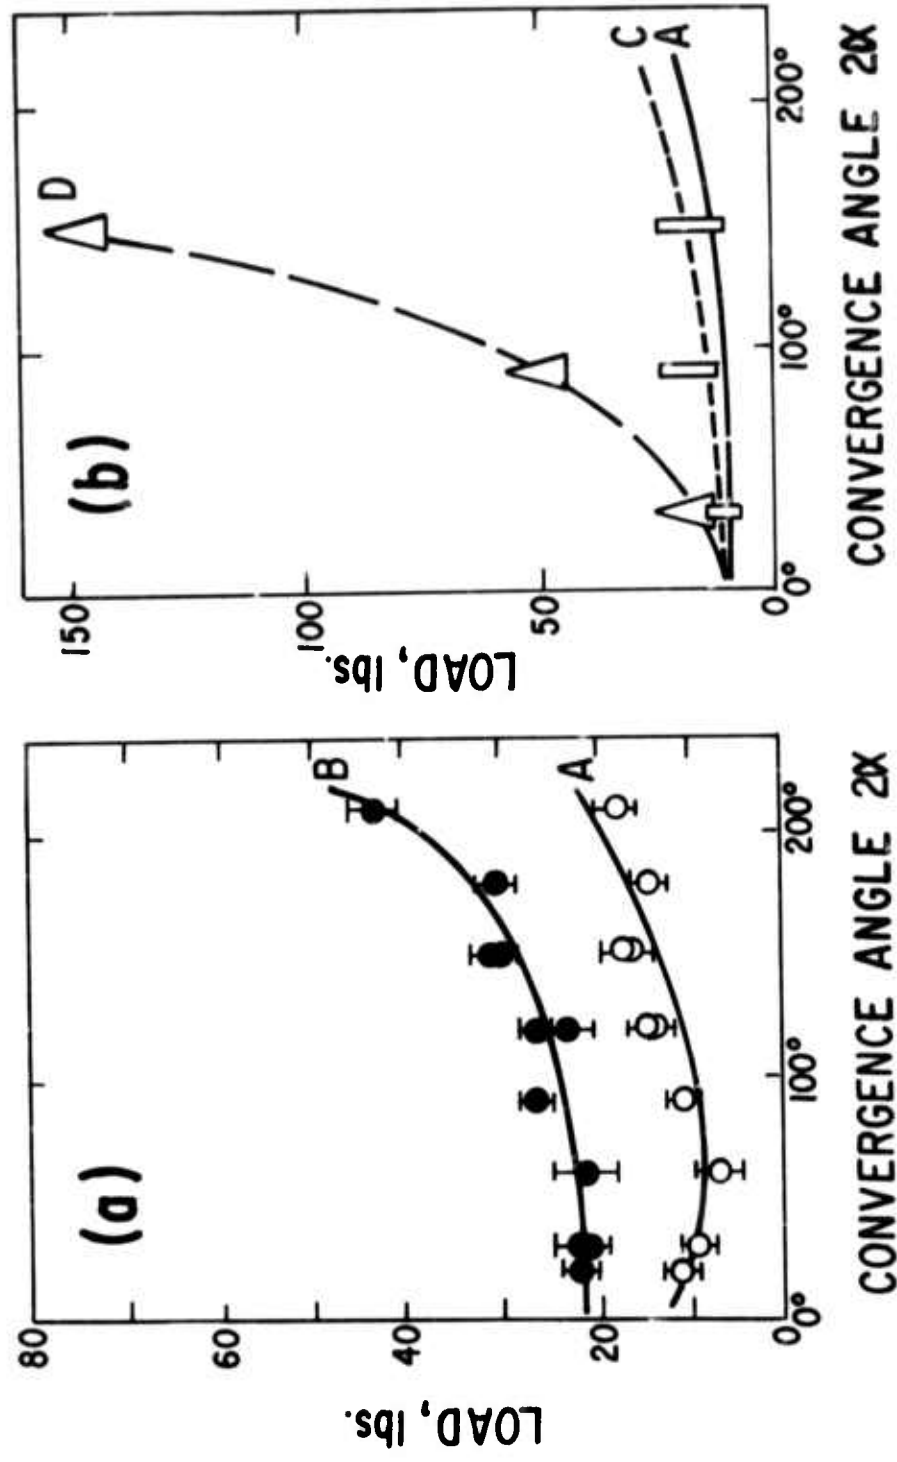 (a)
80
60
40
20
0
LOAD, lbs.
B
A
0°
100°
200°
CONVERGENCE ANGLE 2α
(b)
150
100
50
0
LOAD, lbs.
D
C
A
0°
100°
200°
CONVERGENCE ANGLE 2α